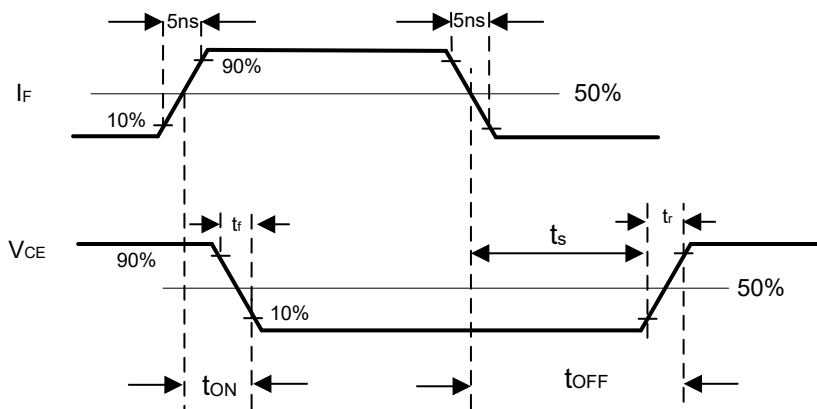 5ns 5ns
90%
IF 50%
10%
tf tr
VCE ts
90%
50%
10%
tON tOFF